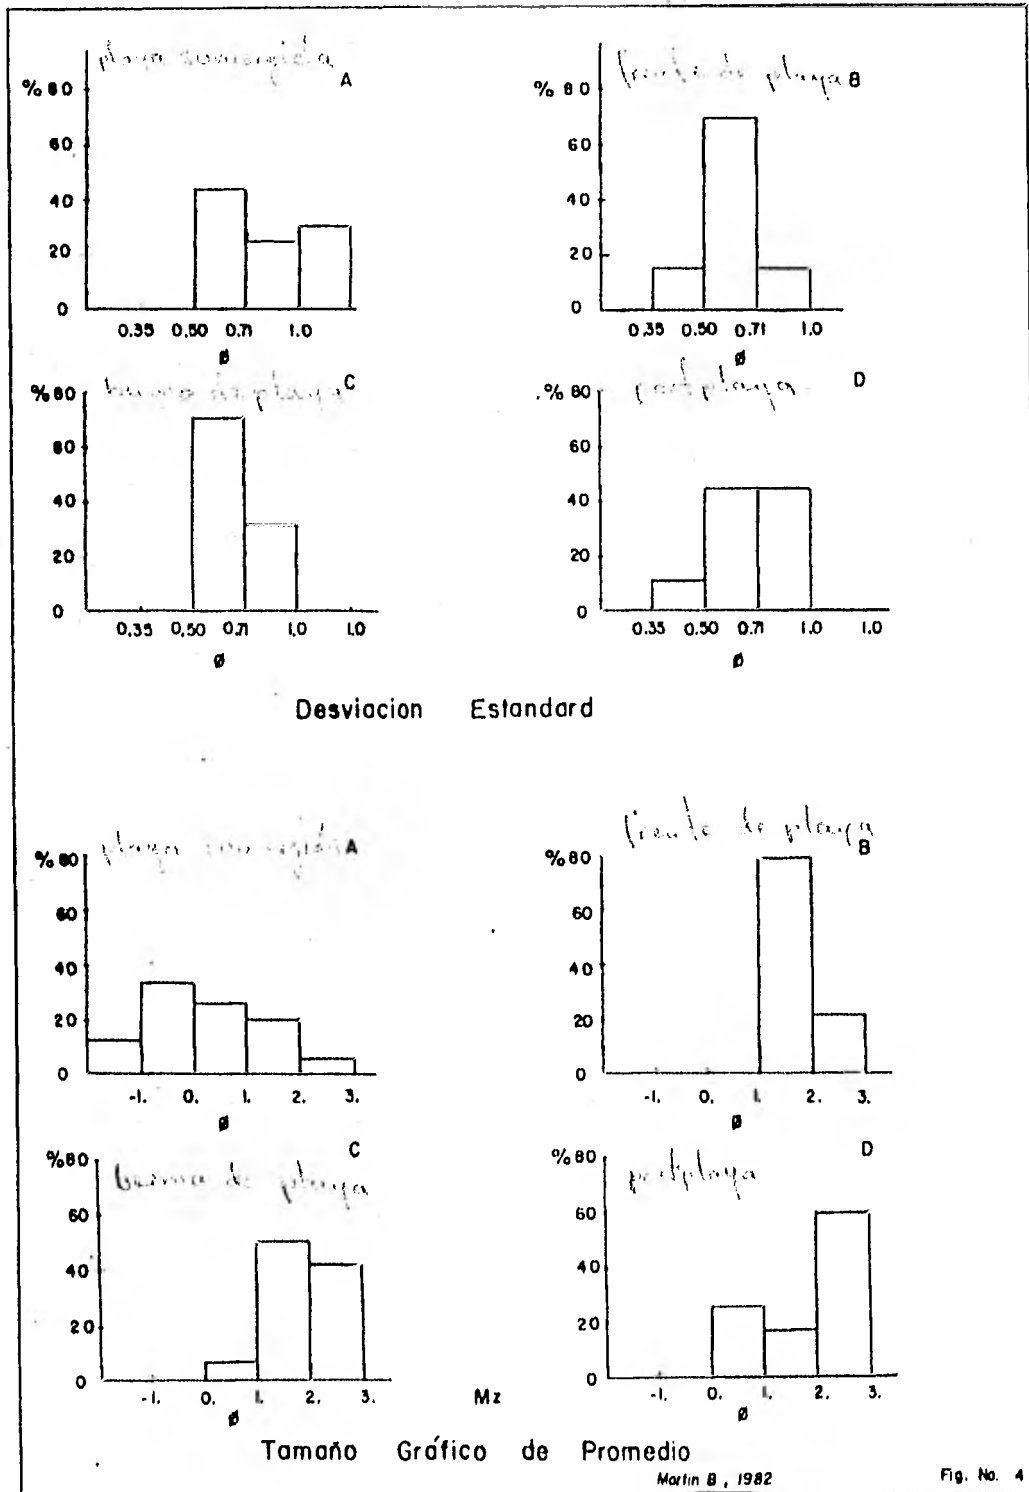 playa sumergida A
% 80
60
40
20
0
0.35 0.50 0.71 1.0
ø
frente de playa B
% 80
60
40
20
0
0.35 0.50 0.71 1.0
ø
de playa C
% 80
60
40
20
0
0.35 0.50 0.71 1.0 1.0
ø
postplaya D
% 80
60
40
20
0
0.35 0.50 0.71 1.0 1.0
ø
Desviacion Estandard
playa sumergida A
% 80
60
40
20
0
-1. 0. 1. 2. 3.
ø
frente de playa B
% 80
60
40
20
0
-1. 0. 1. 2. 3.
ø
berma de playa C
% 80
60
40
20
0
-1. 0. 1. 2. 3.
ø
postplaya D
% 80
60
40
20
0
-1. 0. 1. 2. 3.
ø
Mz
Tamaño Gráfico de Promedio
Martin B, 1982
Fig. No. 4